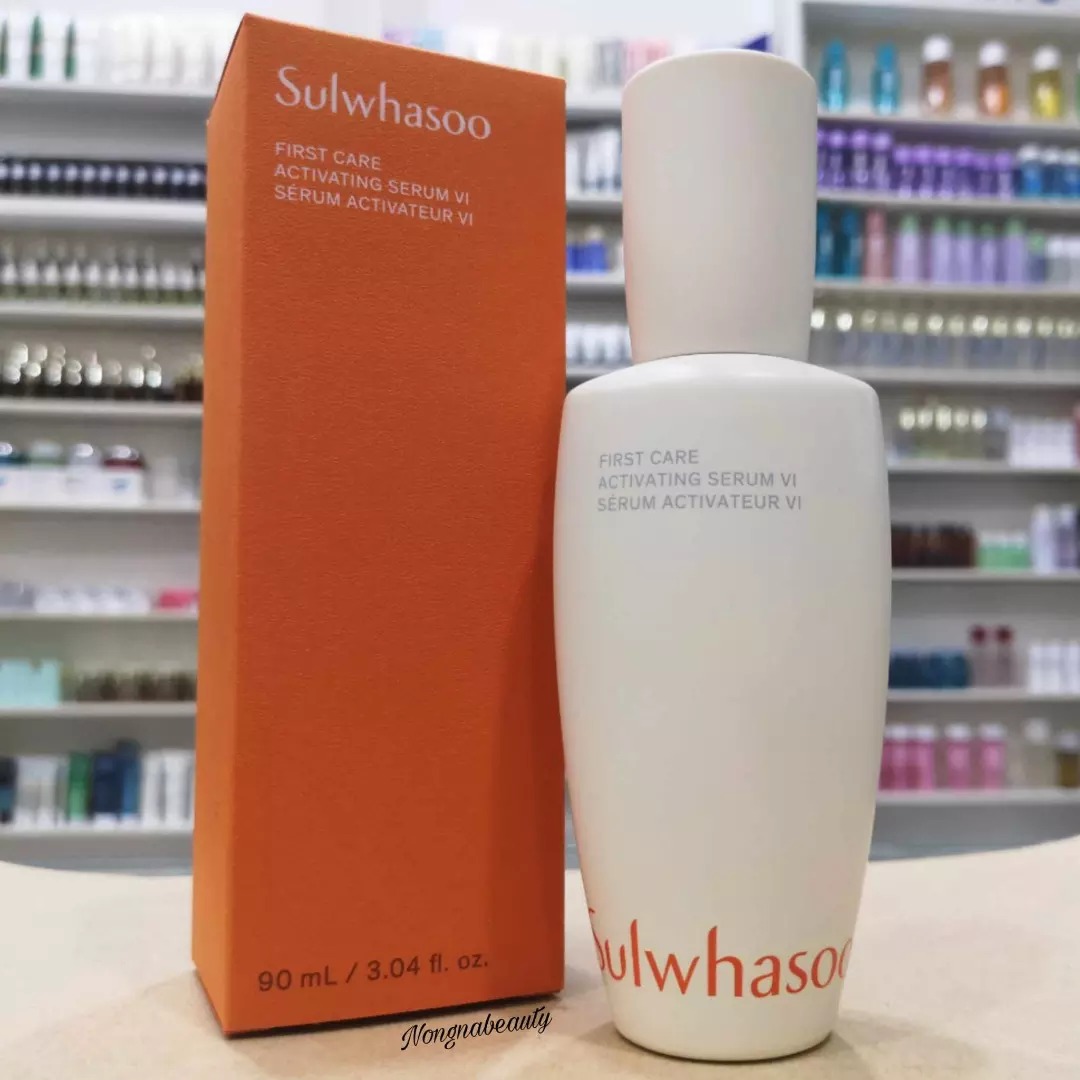 Sulwhasoo
FIRST CARE
ACTIVATING SERUM VI
SÉRUM ACTIVATEUR VI
90 mL / 3.04 fl. oz.
FIRST CARE
ACTIVATING SERUM VI
SÉRUM ACTIVATEUR VI
Sulwhasoo
Nongnabeauty